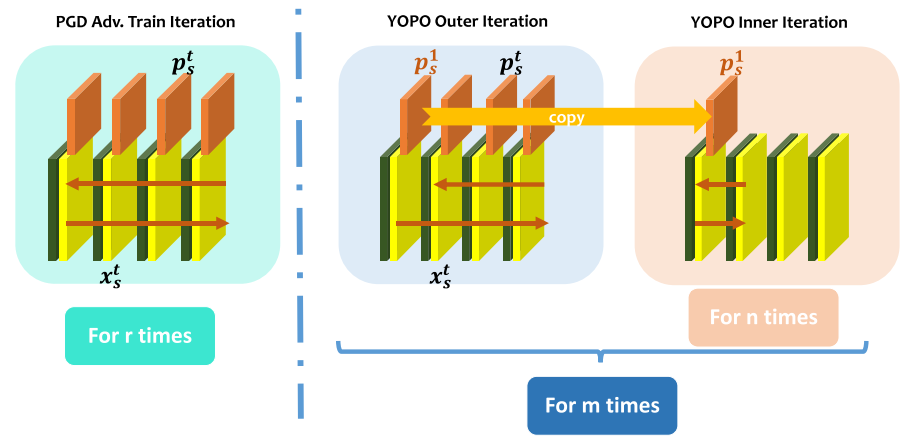 PGD Adv. Train Iteration
YOPO Outer Iteration
YOPO Inner Iteration
p_s^t
p_s^1
p_s^t
p_s^1
copy
x_s^t
x_s^t
For r times
For n times
For m times